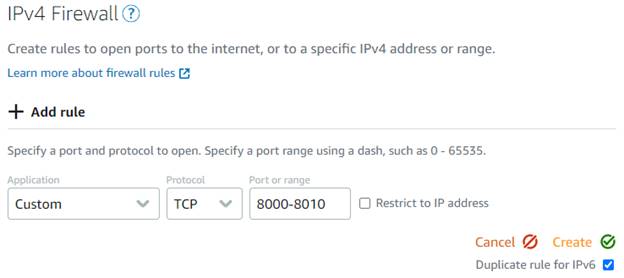 IPv4 Firewall ?
Create rules to open ports to the internet, or to a specific IPv4 address or range.
Learn more about firewall rules
+ Add rule
Specify a port and protocol to open. Specify a port range using a dash, such as 0 - 65535.
Application Protocol Port or range
Custom TCP 8000-8010 Restrict to IP address
Cancel Create
Duplicate rule for IPv6